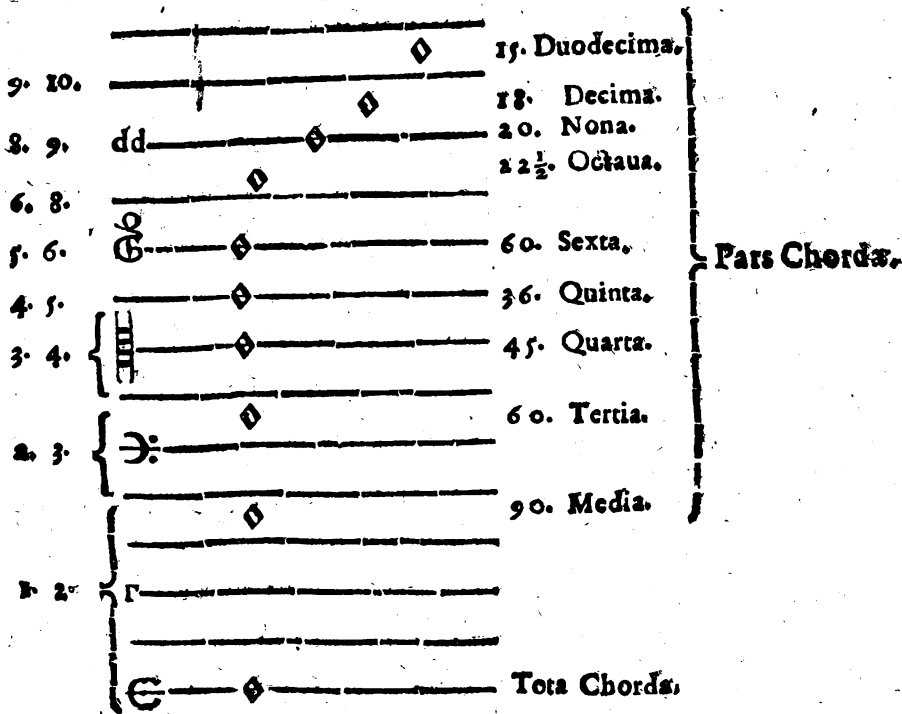 15. Duodecima.
9. 10.
18. Decima.
8. 9. dd 20. Nona.
22½. Octaua.
6. 8.
5. 6. G 60. Sexta.
4. 5. 36. Quinta.
3. 4. 45. Quarta.
60. Tertia.
2. 3.
90. Media.
1. 2. Γ
Tota Chorda.
Pars Chordæ.